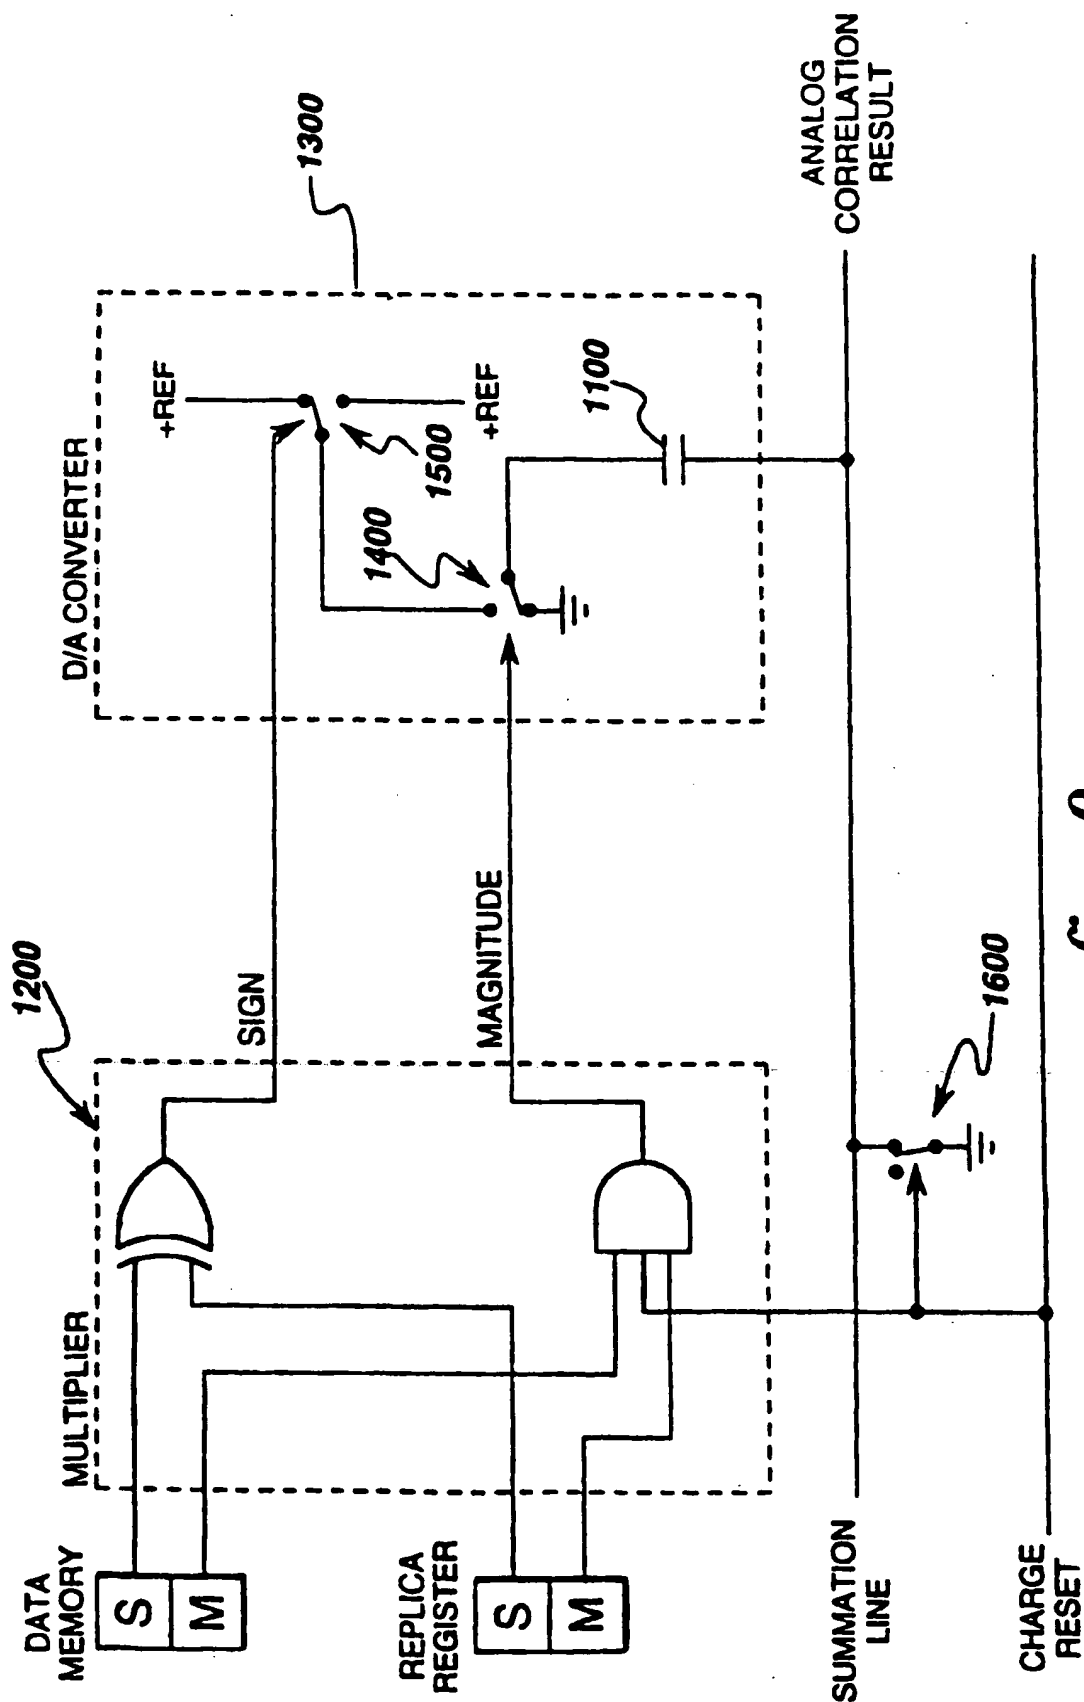 DATA
MEMORY
S
M
REPLICA
REGISTER
S
M
MULTIPLIER
1200
SIGN
MAGNITUDE
D/A CONVERTER
1300
+REF
+REF
1500
1400
1100
SUMMATION
LINE
CHARGE
RESET
1600
ANALOG
CORRELATION
RESULT